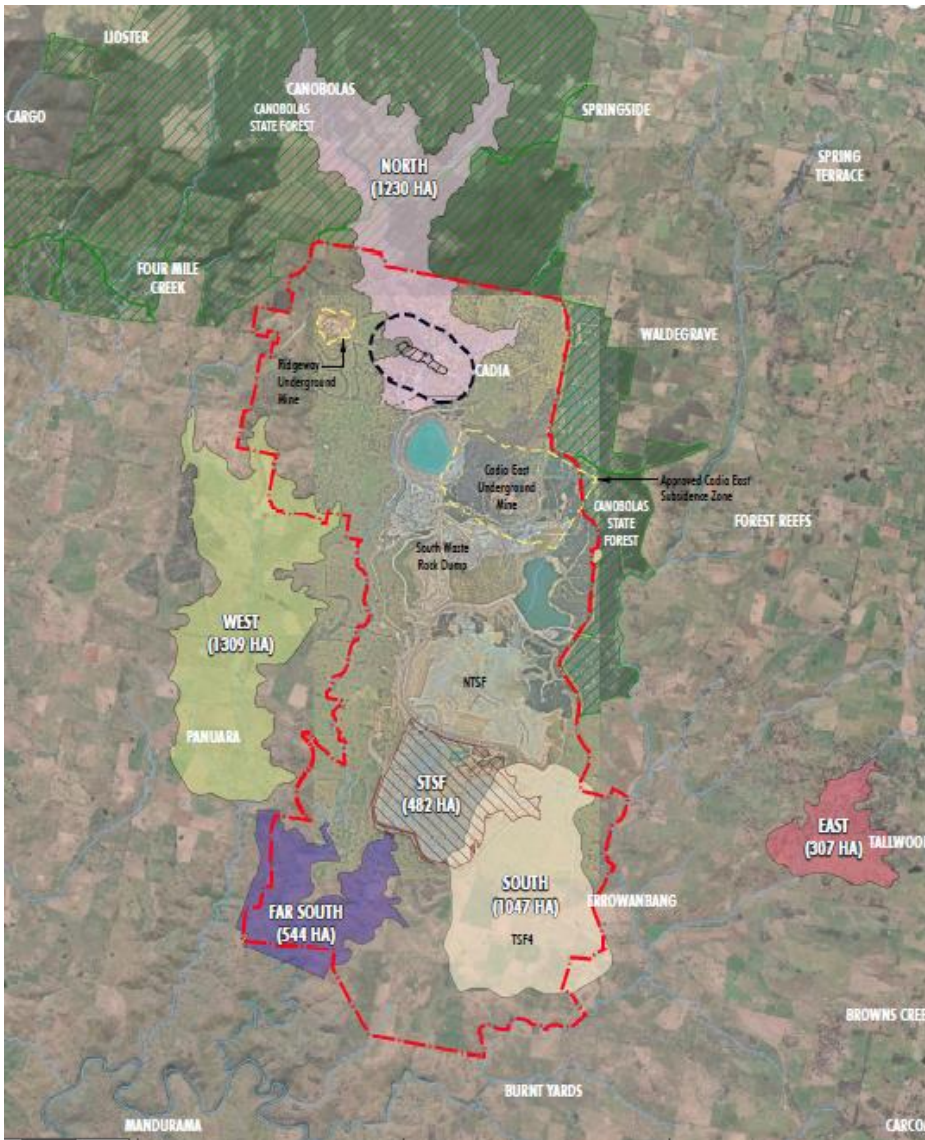 LIDSTER
CANOBOLAS
CANOBOLAS
STATE FOREST
CARGO
SPRINGSIDE
NORTH
(1230 HA)
SPRING
TERRACE
FOUR MILE
CREEK
WALDEGRAVE
Ridgeway
Underground
Mine
CADIA
Cadia East
Underground
Mine
Approved Cadia East
Subsidence Zone
CANOBOLAS
STATE
FOREST
FOREST REEFS
South Waste
Rock Dump
WEST
(1309 HA)
NTSF
PANUARA
STSF
(482 HA)
EAST
(307 HA)
TALLWOO
SOUTH
(1047 HA)
ERROWANBANG
FAR SOUTH
(544 HA)
TSF4
BROWNS CREE
BURNT YARDS
MANDURAMA
CARCO